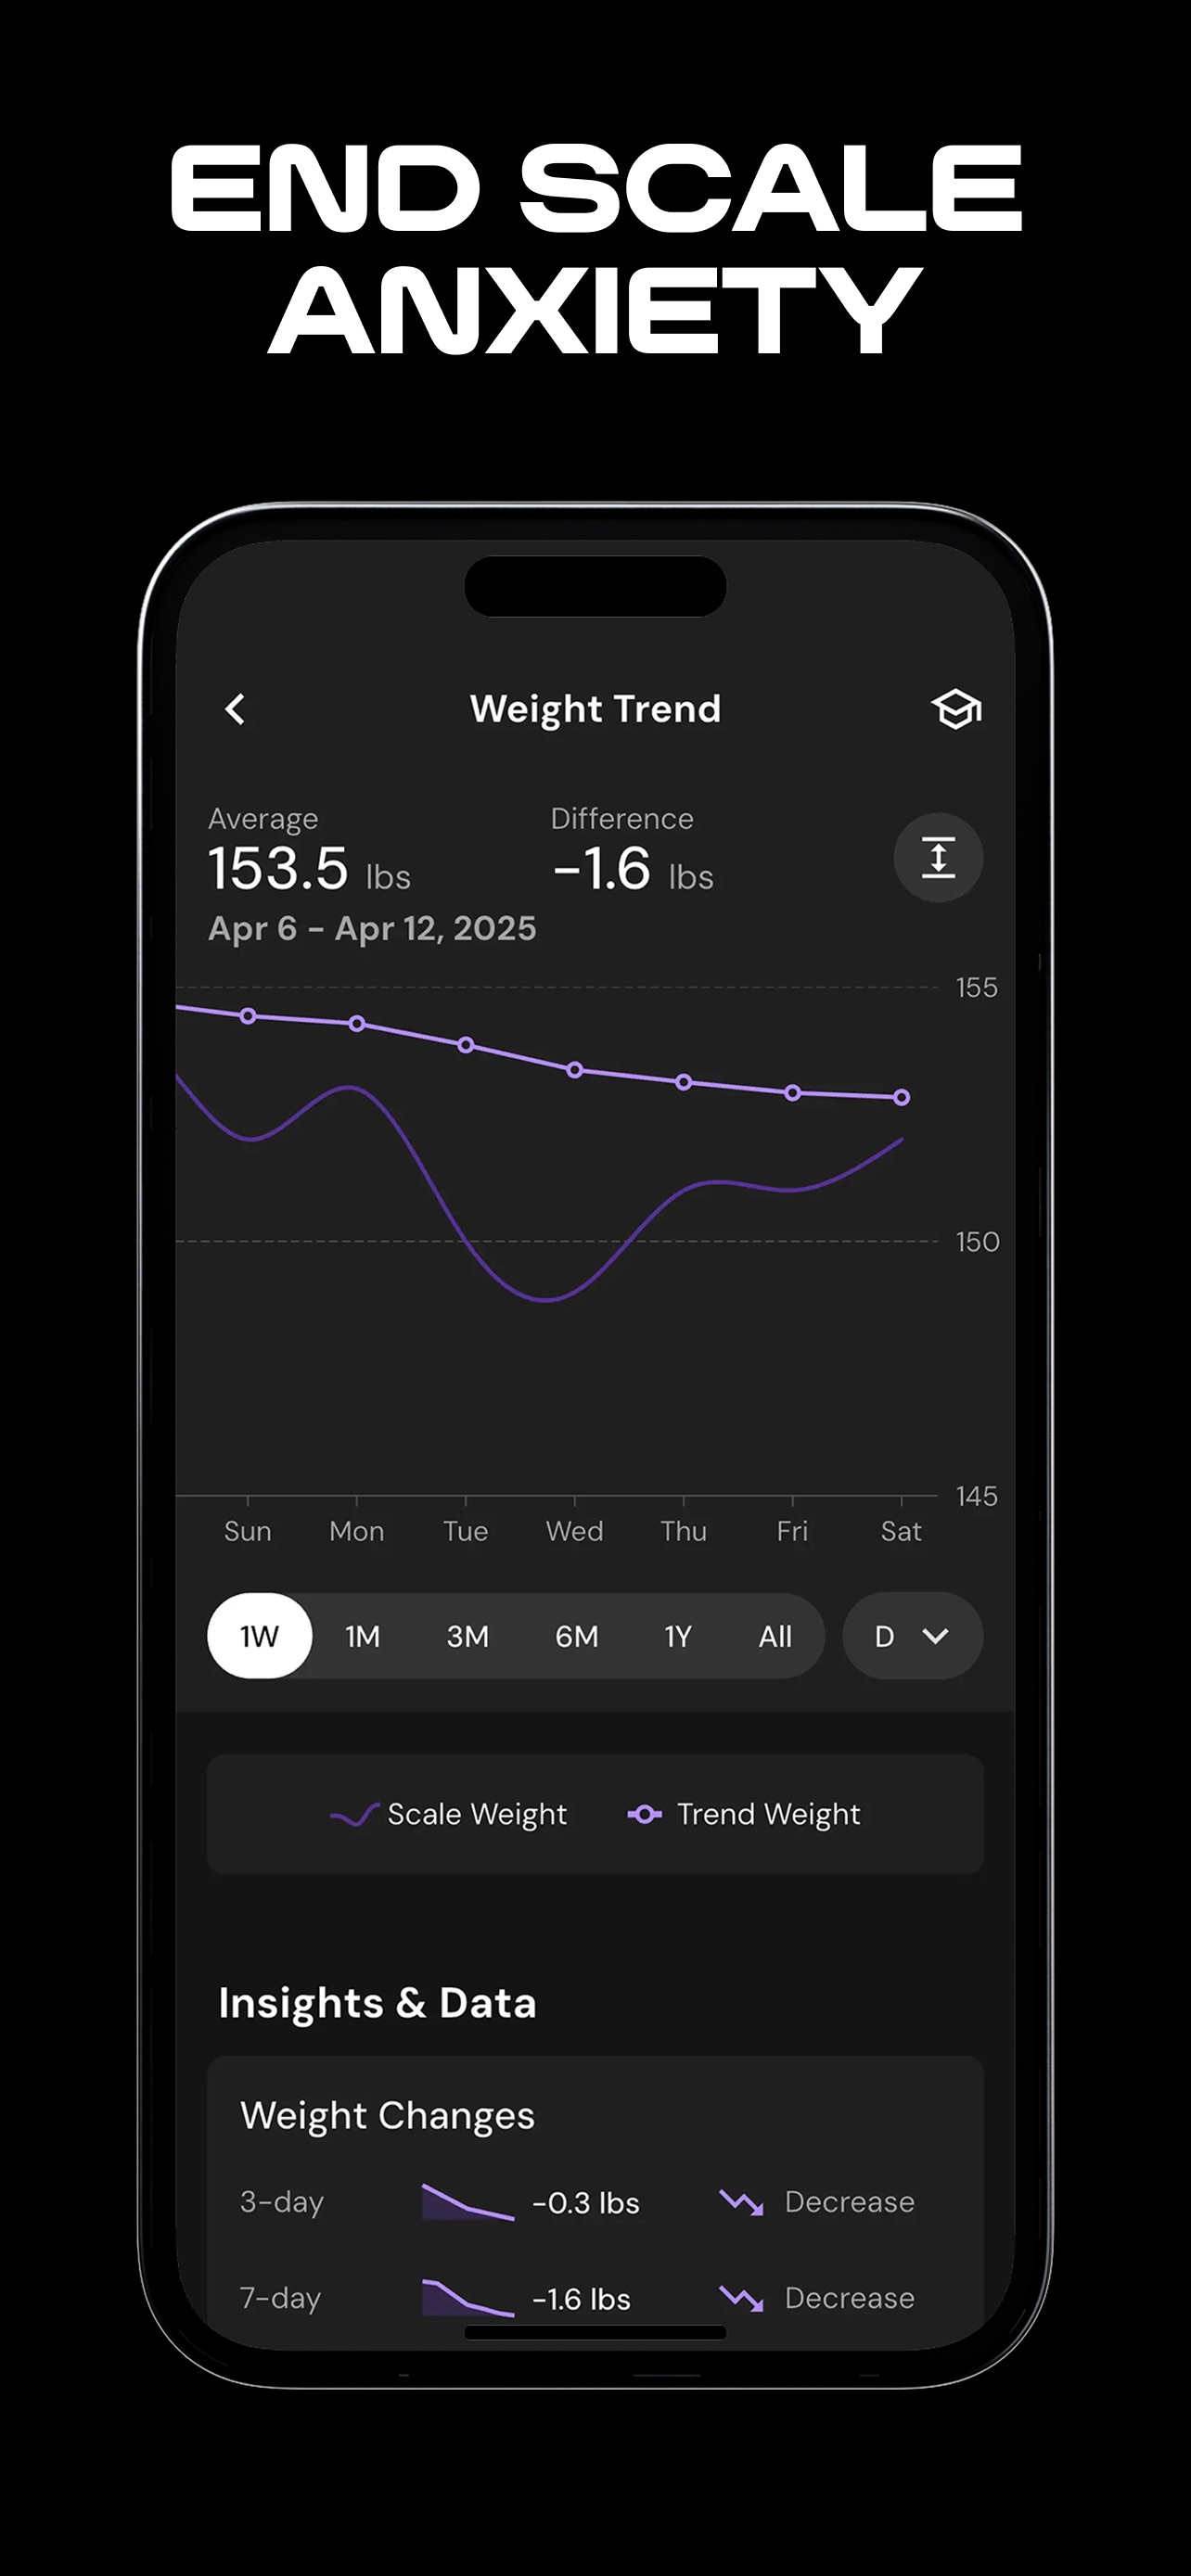 END SCALE
ANXIETY
Weight Trend
Average
153.5 lbs
Difference
-1.6 lbs
Apr 6 - Apr 12, 2025
155
150
145
Sun Mon Tue Wed Thu Fri Sat
1W 1M 3M 6M 1Y All D
Scale Weight Trend Weight
Insights & Data
Weight Changes
3-day -0.3 lbs Decrease
7-day -1.6 lbs Decrease